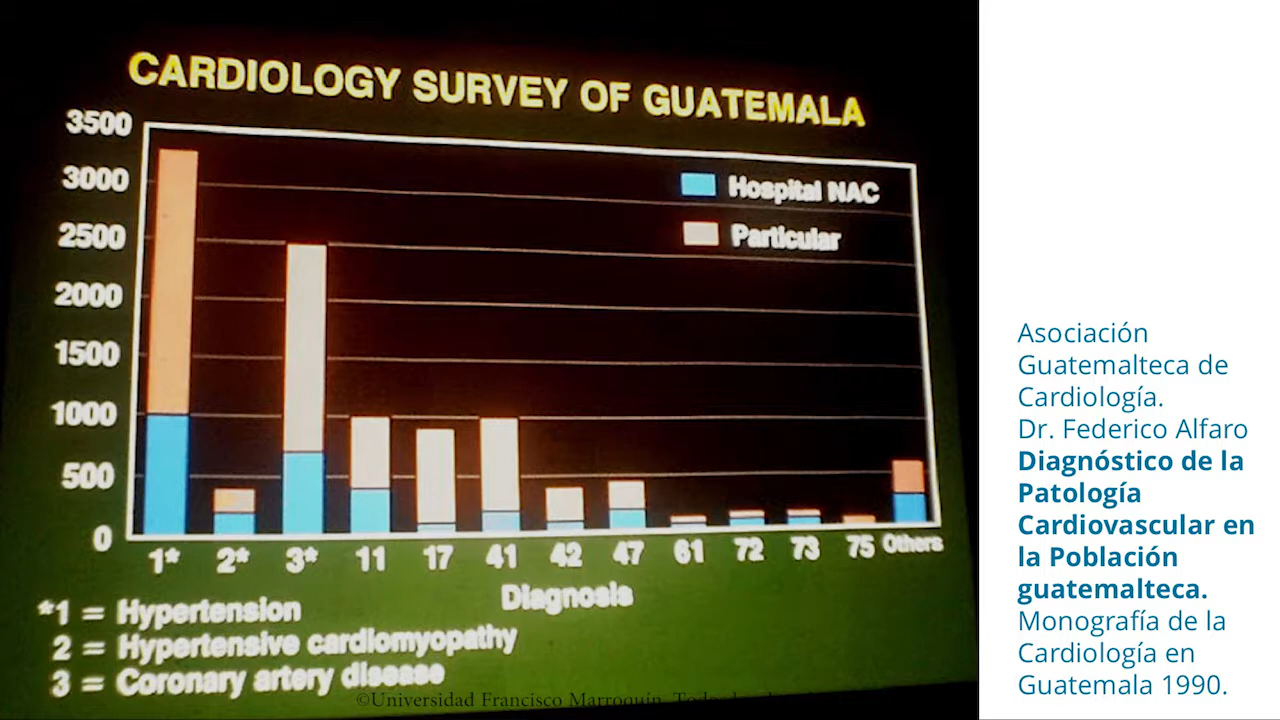 CARDIOLOGY SURVEY OF GUATEMALA
3500
3000
2500
2000
1500
1000
500
0
Hospital NAC
Particular
1* 2* 3* 11 17 41 42 47 61 72 73 75 Others
Diagnosis
*1 = Hypertension
2 = Hypertensive cardiomyopathy
3 = Coronary artery disease
©Universidad Francisco Marroquín.
Asociación
Guatemalteca de
Cardiología.
Dr. Federico Alfaro
Diagnóstico de la
Patología
Cardiovascular en
la Población
guatemalteca.
Monografía de la
Cardiología en
Guatemala 1990.